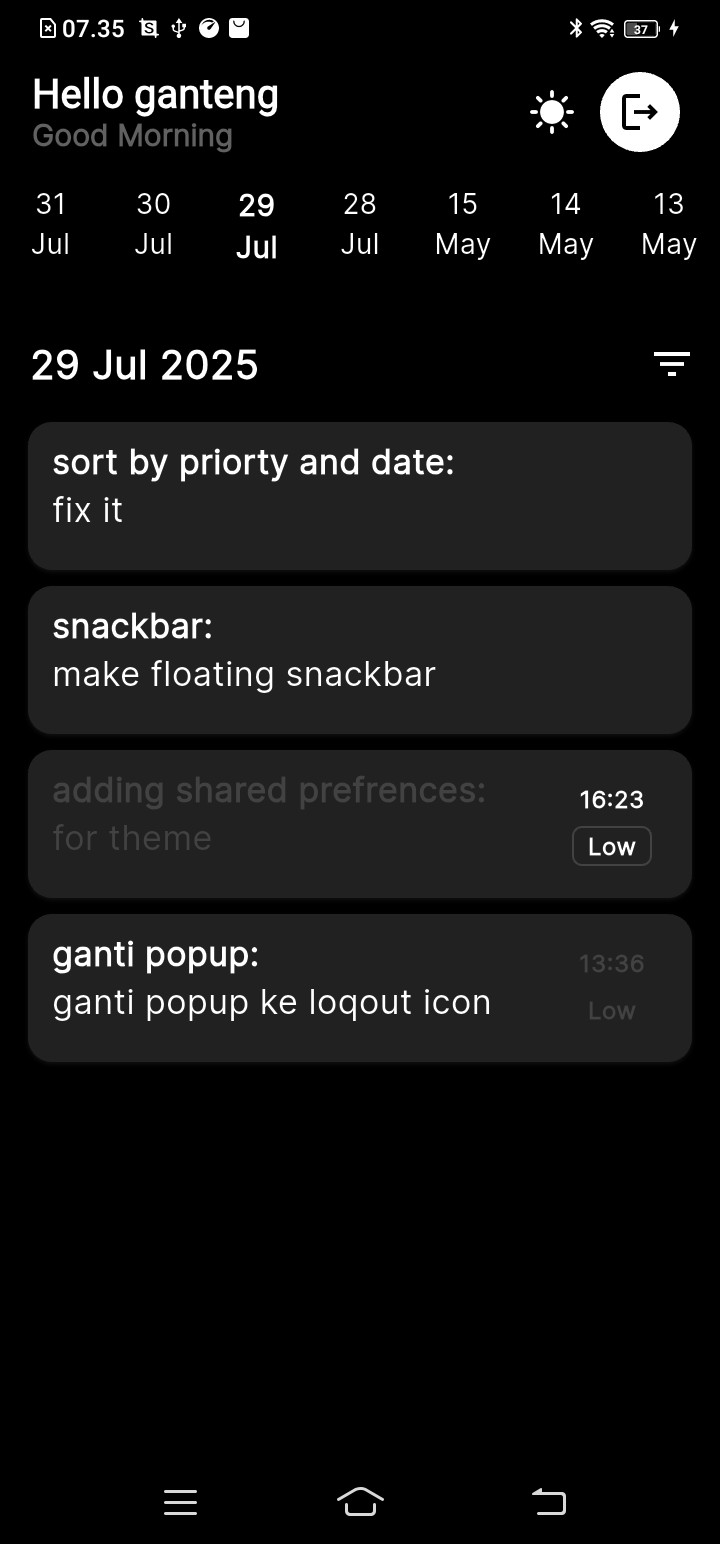 07.35
37
Hello ganteng
Good Morning
31 30 29 28 15 14 13
Jul Jul Jul Jul May May May
29 Jul 2025
sort by priorty and date:
fix it
snackbar:
make floating snackbar
adding shared prefrences:
for theme
16:23
Low
ganti popup:
ganti popup ke loqout icon
13:36
Low